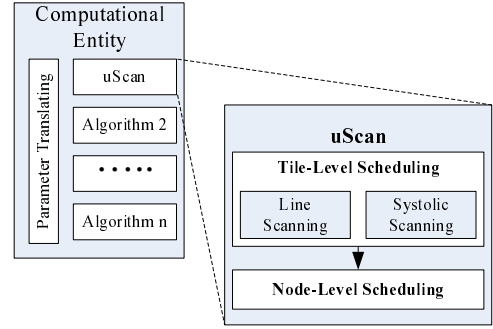 Computational
Entity
Parameter Translating
uScan
Algorithm 2
• • • • •
Algorithm n
uScan
Tile-Level Scheduling
Line
Scanning
Systolic
Scanning
Node-Level Scheduling